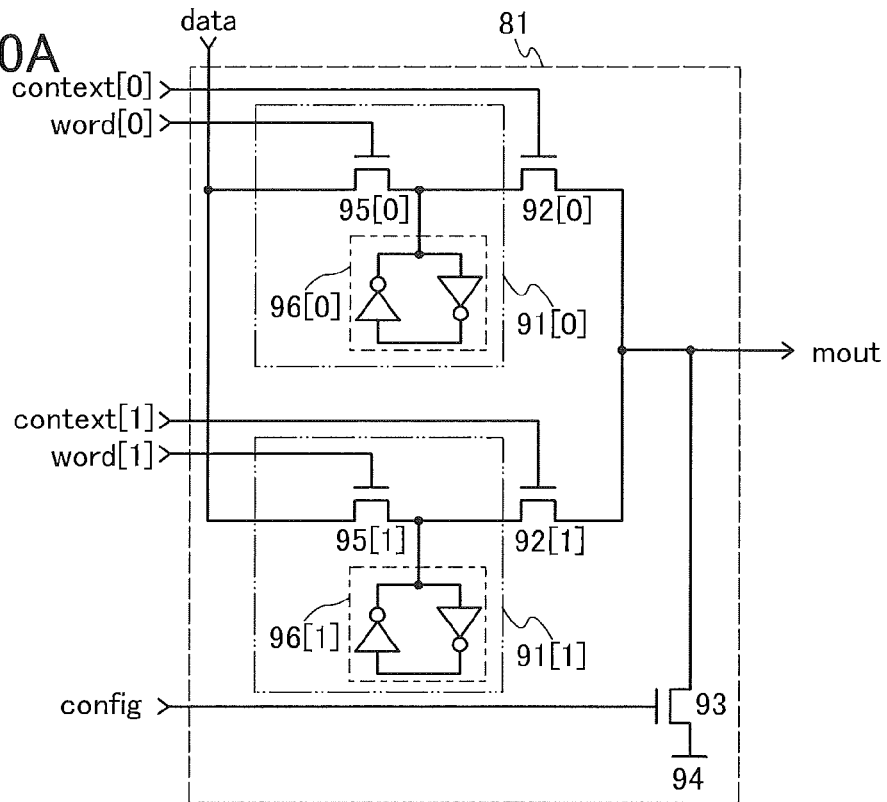 data
81
0A
context[0]
word[0]
95[0]
92[0]
96[0]
91[0]
mout
context[1]
word[1]
95[1]
92[1]
96[1]
91[1]
config
93
94